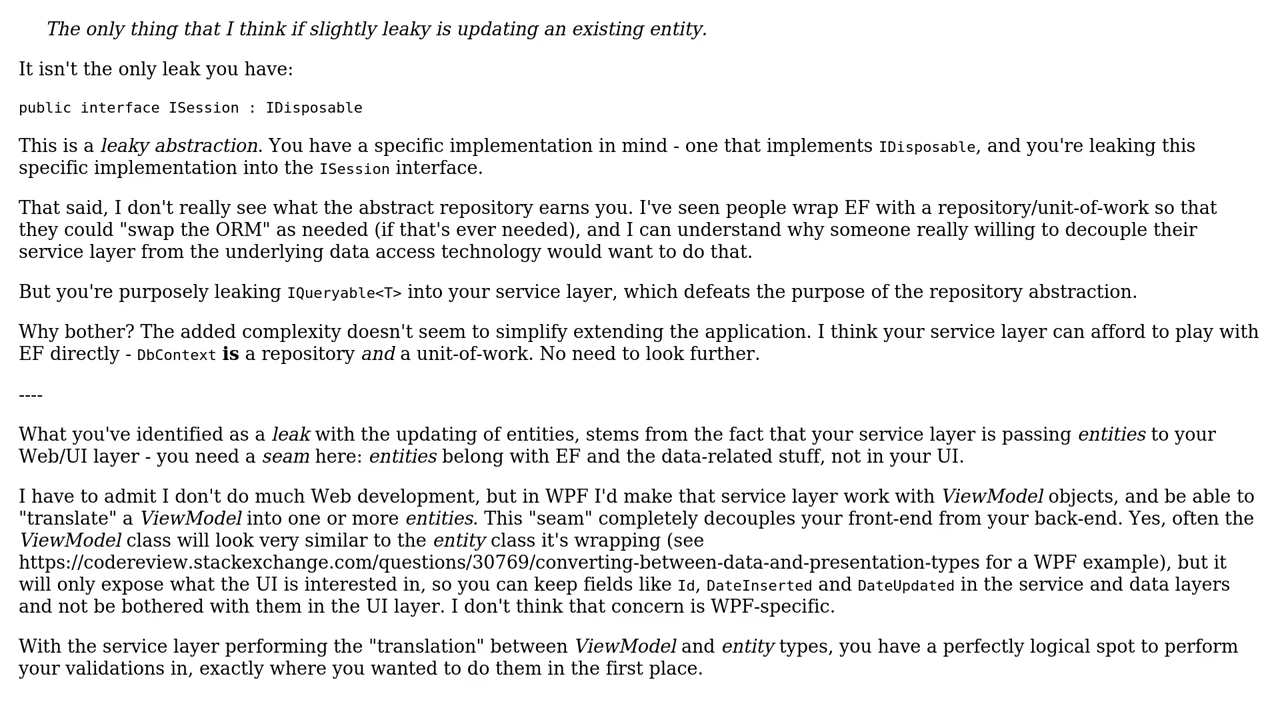 The only thing that I think if slightly leaky is updating an existing entity.
It isn't the only leak you have:
public interface ISession : IDisposable
This is a leaky abstraction. You have a specific implementation in mind - one that implements IDisposable, and you're leaking this
specific implementation into the ISession interface.
That said, I don't really see what the abstract repository earns you. I've seen people wrap EF with a repository/unit-of-work so that
they could "swap the ORM" as needed (if that's ever needed), and I can understand why someone really willing to decouple their
service layer from the underlying data access technology would want to do that.
But you're purposely leaking IQueryable<T> into your service layer, which defeats the purpose of the repository abstraction.
Why bother? The added complexity doesn't seem to simplify extending the application. I think your service layer can afford to play with
EF directly - DbContext is a repository and a unit-of-work. No need to look further.
----
What you've identified as a leak with the updating of entities, stems from the fact that your service layer is passing entities to your
Web/UI layer - you need a seam here: entities belong with EF and the data-related stuff, not in your UI.
I have to admit I don't do much Web development, but in WPF I'd make that service layer work with ViewModel objects, and be able to
"translate" a ViewModel into one or more entities. This "seam" completely decouples your front-end from your back-end. Yes, often the
ViewModel class will look very similar to the entity class it's wrapping (see
https://codereview.stackexchange.com/questions/30769/converting-between-data-and-presentation-types for a WPF example), but it
will only expose what the UI is interested in, so you can keep fields like Id, DateInserted and DateUpdated in the service and data layers
and not be bothered with them in the UI layer. I don't think that concern is WPF-specific.
With the service layer performing the "translation" between ViewModel and entity types, you have a perfectly logical spot to perform
your validations in, exactly where you wanted to do them in the first place.